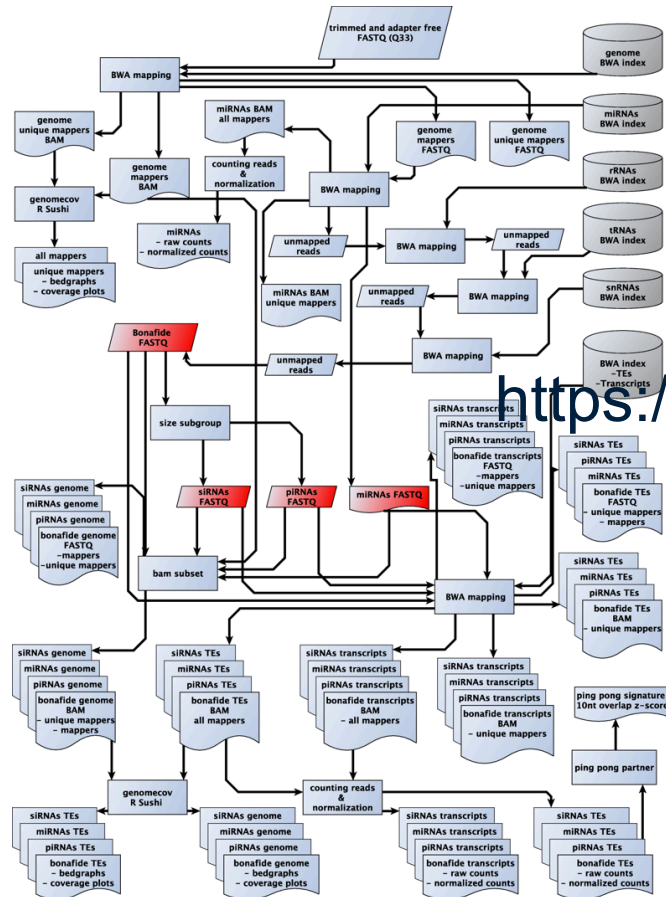 trimmed and adapter free
FASTQ (Q33)
genome
BWA index
BWA mapping
miRNAs BAM
all mappers
miRNAs
BWA index
genome
unique mappers
BAM
genome
mappers
FASTQ
genome
unique mappers
FASTQ
genome
mappers
BAM
counting reads
&
normalization
BWA mapping
rRNAs
BWA index
genomecov
R Sushi
miRNAs
- raw counts
- normalized counts
unmapped
reads
BWA mapping
unmapped
reads
tRNAs
BWA index
all mappers
unique mappers
- bedgraphs
- coverage plots
miRNAs BAM
unique mappers
unmapped
reads
BWA mapping
snRNAs
BWA index
Bonafide
FASTQ
unmapped
reads
BWA mapping
BWA index
-TEs
-Transcripts
https:/
size subgroup
siRNAs transcripts
miRNAs transcripts
piRNAs transcripts
bonafide transcripts
FASTQ
-mappers
-unique mappers
siRNAs TEs
piRNAs TEs
miRNAs TEs
bonafide TEs
FASTQ
- unique mappers
- mappers
siRNAs genome
miRNAs genome
piRNAs genome
bonafide genome
FASTQ
-mappers
-unique mappers
siRNAs
FASTQ
piRNAs
FASTQ
miRNAs FASTQ
bam subset
BWA mapping
siRNAs TEs
miRNAs TEs
piRNAs TEs
bonafide TEs
BAM
- unique mappers
siRNAs genome
miRNAs genome
piRNAs genome
bonafide genome
BAM
- unique mappers
- mappers
siRNAs TEs
miRNAs TEs
piRNAs TEs
bonafide TEs
BAM
all mappers
siRNAs transcripts
miRNAs transcripts
piRNAs transcripts
bonafide transcripts
BAM
- all mappers
siRNAs transcripts
miRNAs transcripts
piRNAs transcripts
bonafide transcripts
BAM
- unique mappers
ping pong signature
10nt overlap z-score
ping pong partner
genomecov
R Sushi
counting reads
&
normalization
siRNAs TEs
miRNAs TEs
piRNAs TEs
bonafide TEs
- bedgraphs
- coverage plots
siRNAs genome
miRNAs genome
piRNAs genome
bonafide genome
- bedgraphs
- coverage plots
siRNAs transcripts
miRNAs transcripts
piRNAs transcripts
bonafide transcripts
- raw counts
- normalized counts
siRNAs TEs
miRNAs TEs
piRNAs TEs
bonafide TEs
- raw counts
- normalized counts